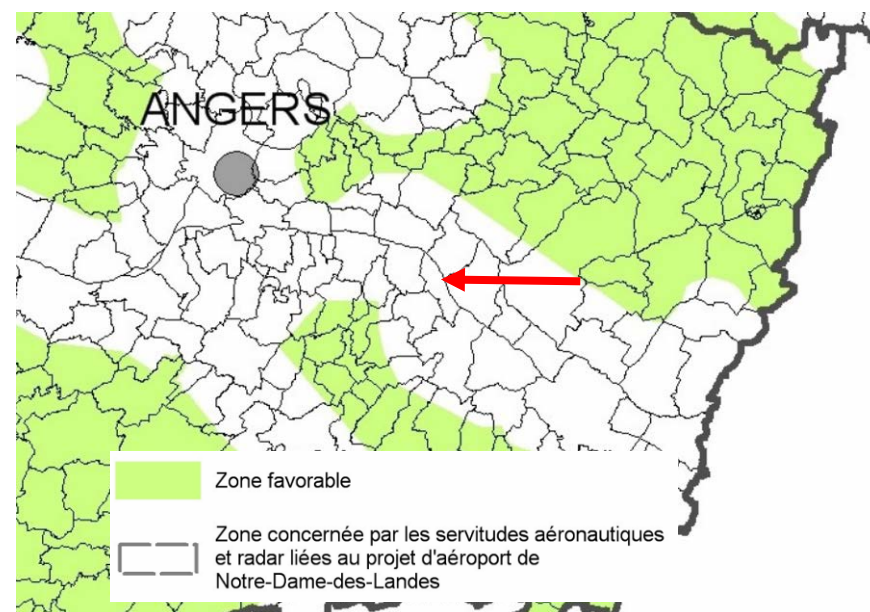 ANGERS
Zone favorable
Zone concernée par les servitudes aéronautiques
et radar liées au projet d'aéroport de
Notre-Dame-des-Landes